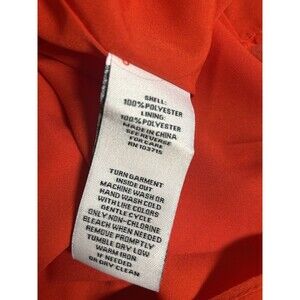 SHELL:
100% POLYESTER
LINING:
100% POLYESTER
MADE IN CHINA
SEE REVERSE
FOR CARE
RN 103715
TURN GARMENT
INSIDE OUT
MACHINE WASH OR
HAND WASH COLD
WITH LIKE COLORS
GENTLE CYCLE
ONLY NON-CHLORINE
BLEACH WHEN NEEDED
REMOVE PROMPTLY
TUMBLE DRY LOW
WARM IRON
IF NEEDED
OR DRY CLEAN